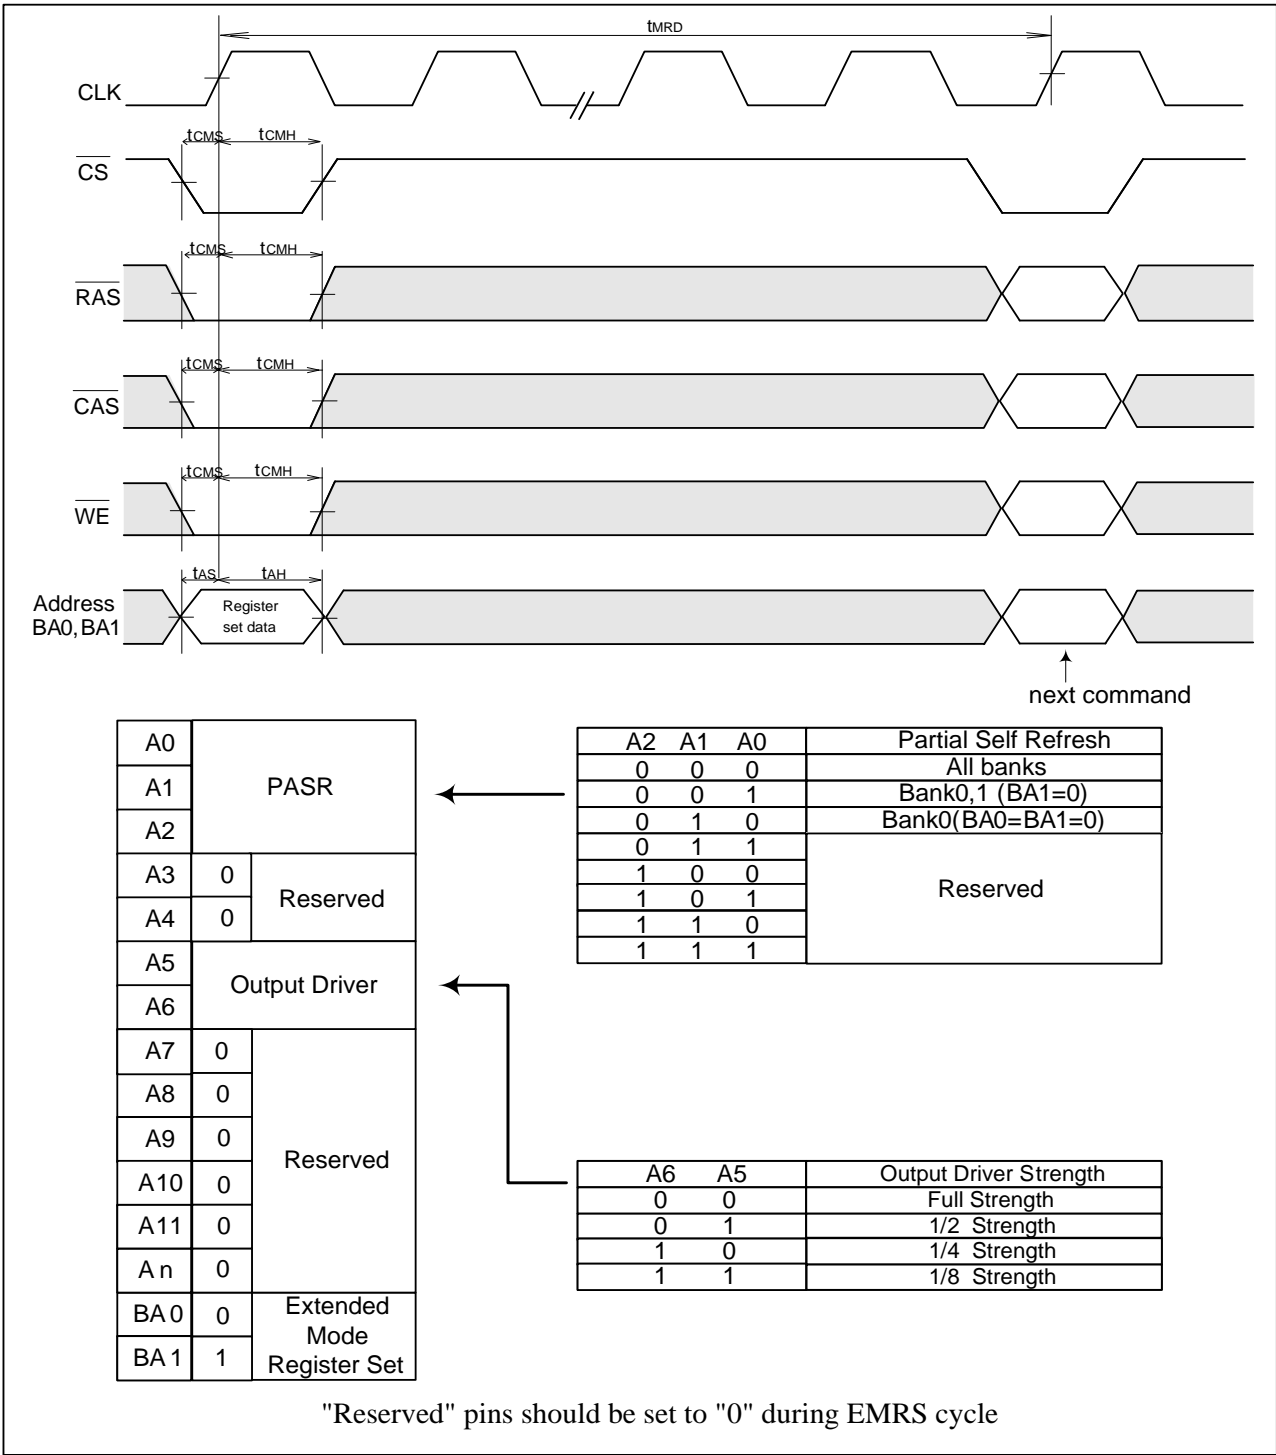 tMRD
CLK
tCMS tCMH
CS
tCMS tCMH
RAS
tCMS tCMH
CAS
tCMS tCMH
WE
tAS tAH
Address
BA0, BA1
Register
set data
next command
A0
A1
A2
PASR
A3 0
A4 0
Reserved
A5
A6
Output Driver
A7 0
A8 0
A9 0
A10 0
A11 0
An 0
Reserved
BA0 0
BA1 1
Extended
Mode
Register Set
A2 A1 A0 Partial Self Refresh
0 0 0 All banks
0 0 1 Bank0,1 (BA1=0)
0 1 0 Bank0(BA0=BA1=0)
0 1 1
1 0 0
1 0 1
1 1 0
1 1 1
Reserved
A6 A5 Output Driver Strength
0 0 Full Strength
0 1 1/2 Strength
1 0 1/4 Strength
1 1 1/8 Strength
"Reserved" pins should be set to "0" during EMRS cycle